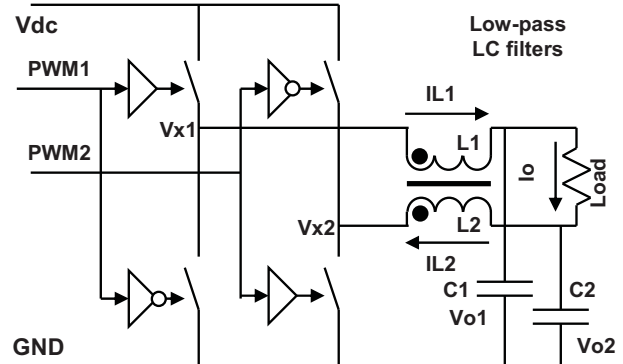 Vdc
Low-pass
LC filters
PWM1
IL1
Vx1
L1
PWM2
Io
Load
L2
Vx2
IL2
C1
C2
Vo1
GND
Vo2